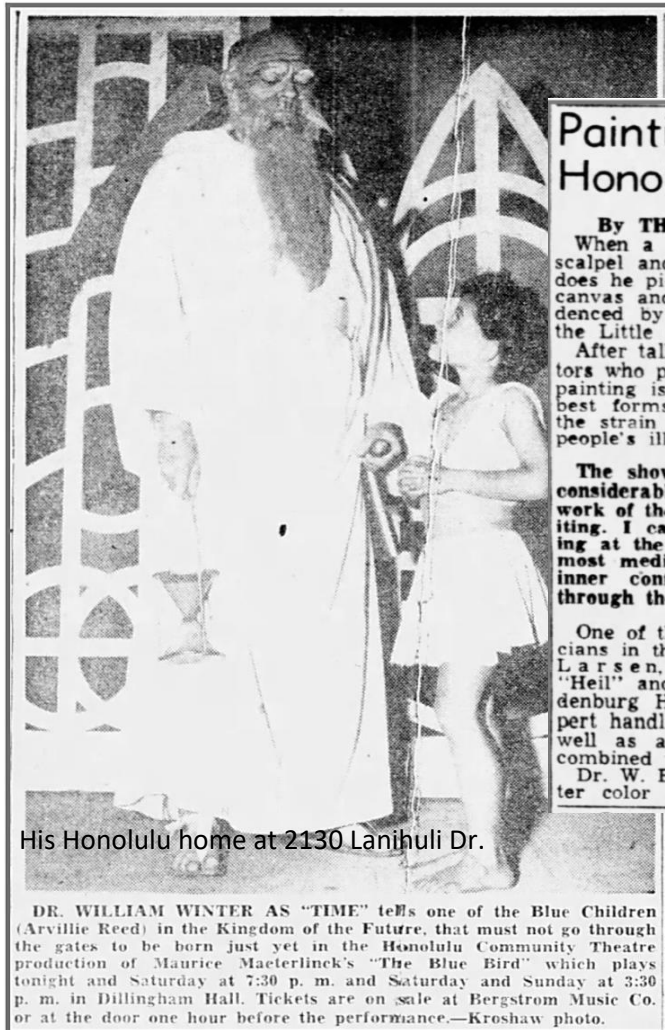 His Honolulu home at 2130 Lanihuli Dr.
DR. WILLIAM WINTER AS "TIME" tells one of the Blue Children
(Arvillie Reed) in the Kingdom of the Future, that must not go through
the gates to be born just yet in the Honolulu Community Theatre
production of Maurice Maeterlinck's "The Blue Bird" which plays
tonight and Saturday at 7:30 p. m. and Saturday and Sunday at 3:30
p. m. in Dillingham Hall. Tickets are on sale at Bergstrom Music Co.
or at the door one hour before the performance.—Kroshaw photo.
Paint
Hono
By TH
When a
scalpel and
does he pi
canvas and
denced by
the Little
After tal
tors who p
painting is
best forms
the strain
people's il
The show
considerabl
work of the
iting. I ca
ing at the
most medi
inner con
through th
One of t
cians in th
Larsen,
"Heil" and
denburg H
pert handl
well as a
combined
Dr. W. F
ter color